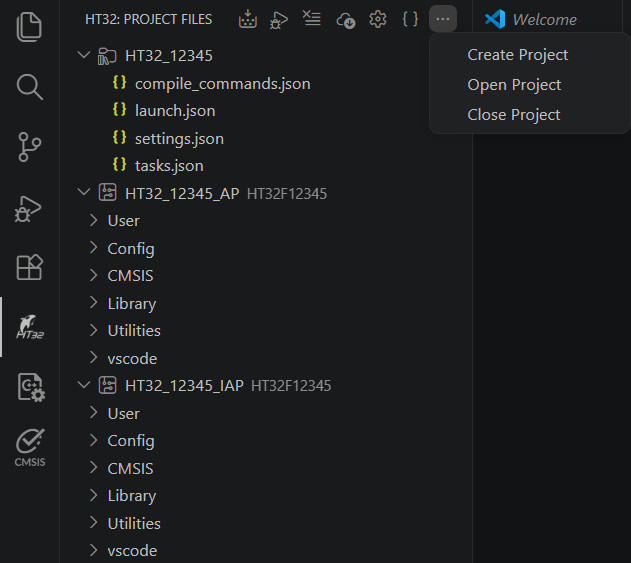 HT32: PROJECT FILES
Welcome
Create Project
Open Project
Close Project
HT32_12345
{} compile_commands.json
{} launch.json
{} settings.json
{} tasks.json
HT32_12345_AP HT32F12345
User
Config
CMSIS
Library
Utilities
vscode
HT32_12345_IAP HT32F12345
User
Config
CMSIS
Library
Utilities
vscode
HT32
C++
CMSIS